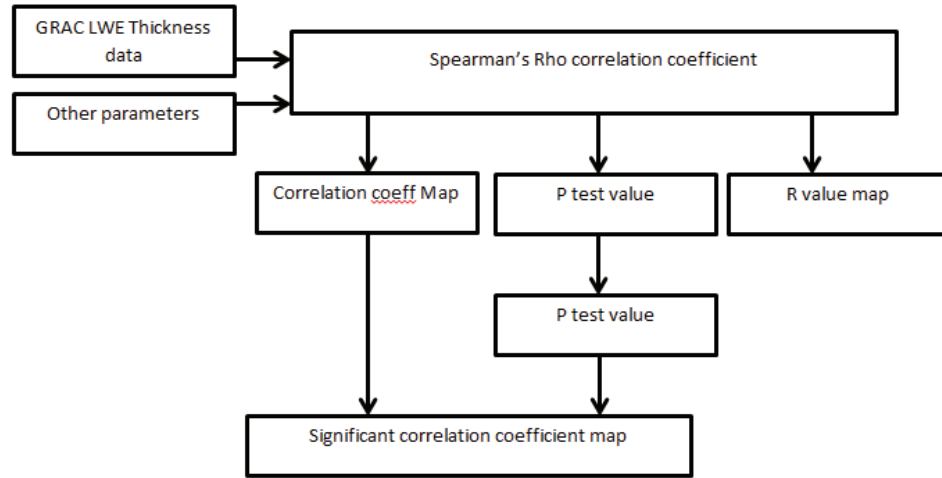 GRAC LWE Thickness
data
Spearman's Rho correlation coefficient
Other parameters
Correlation coeff Map
P test value
R value map
P test value
Significant correlation coefficient map